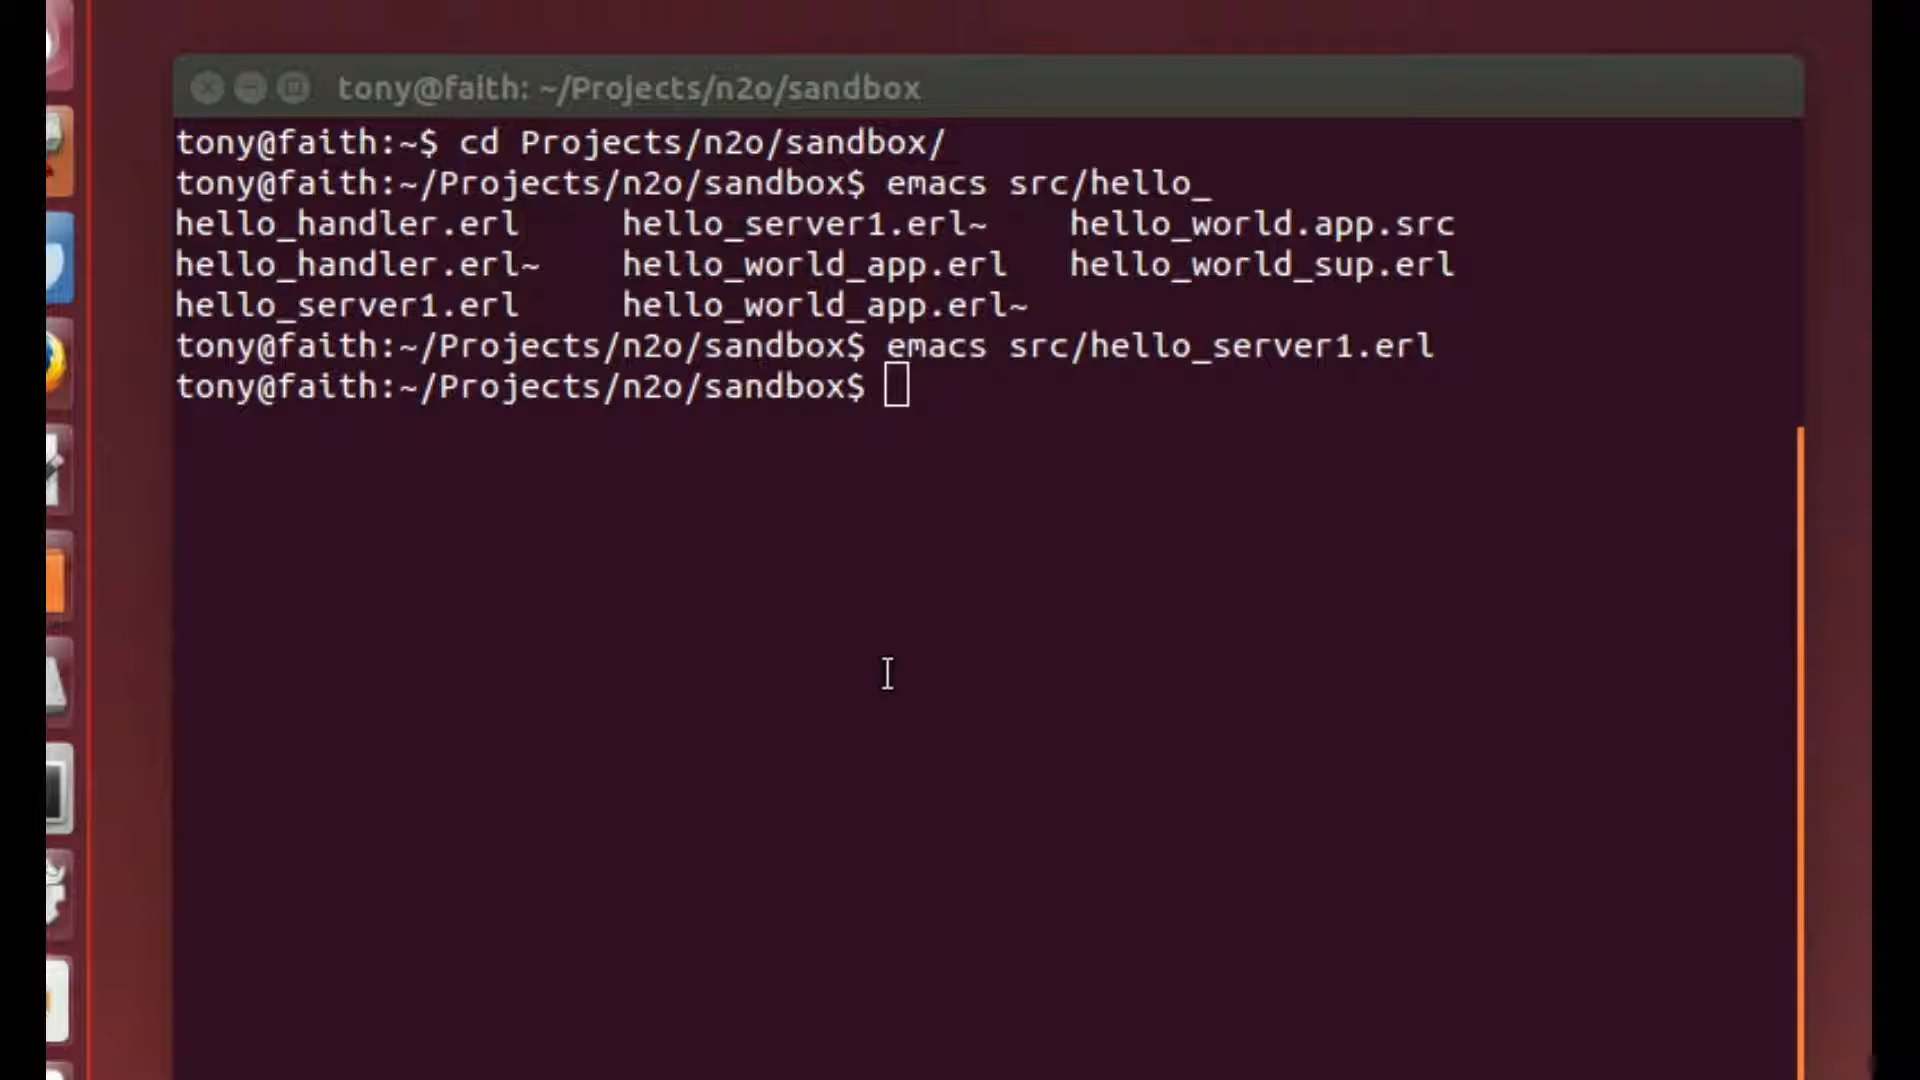 tony@faith: ~/Projects/n2o/sandbox
tony@faith:~$ cd Projects/n2o/sandbox/
tony@faith:~/Projects/n2o/sandbox$ emacs src/hello_
hello_handler.erl hello_server1.erl~ hello_world.app.src
hello_handler.erl~ hello_world_app.erl hello_world_sup.erl
hello_server1.erl hello_world_app.erl~
tony@faith:~/Projects/n2o/sandbox$ emacs src/hello_server1.erl
tony@faith:~/Projects/n2o/sandbox$